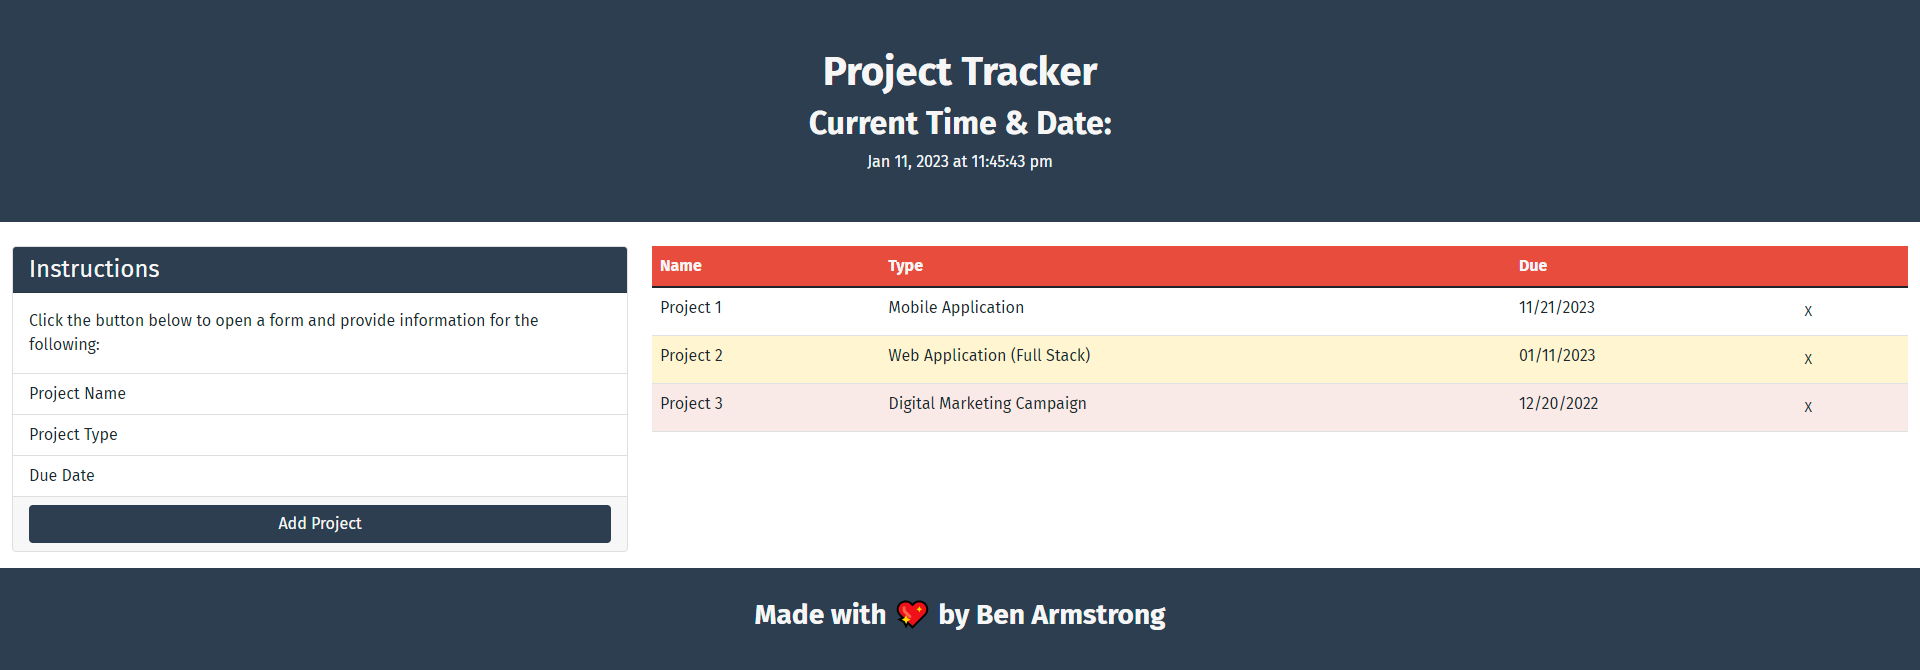 Project Tracker
Current Time & Date:
Jan 11, 2023 at 11:45:43 pm
Instructions
Click the button below to open a form and provide information for the
following:
Project Name
Project Type
Due Date
Add Project
Name Type Due
Project 1 Mobile Application 11/21/2023 X
Project 2 Web Application (Full Stack) 01/11/2023 X
Project 3 Digital Marketing Campaign 12/20/2022 X
Made with 💖 by Ben Armstrong